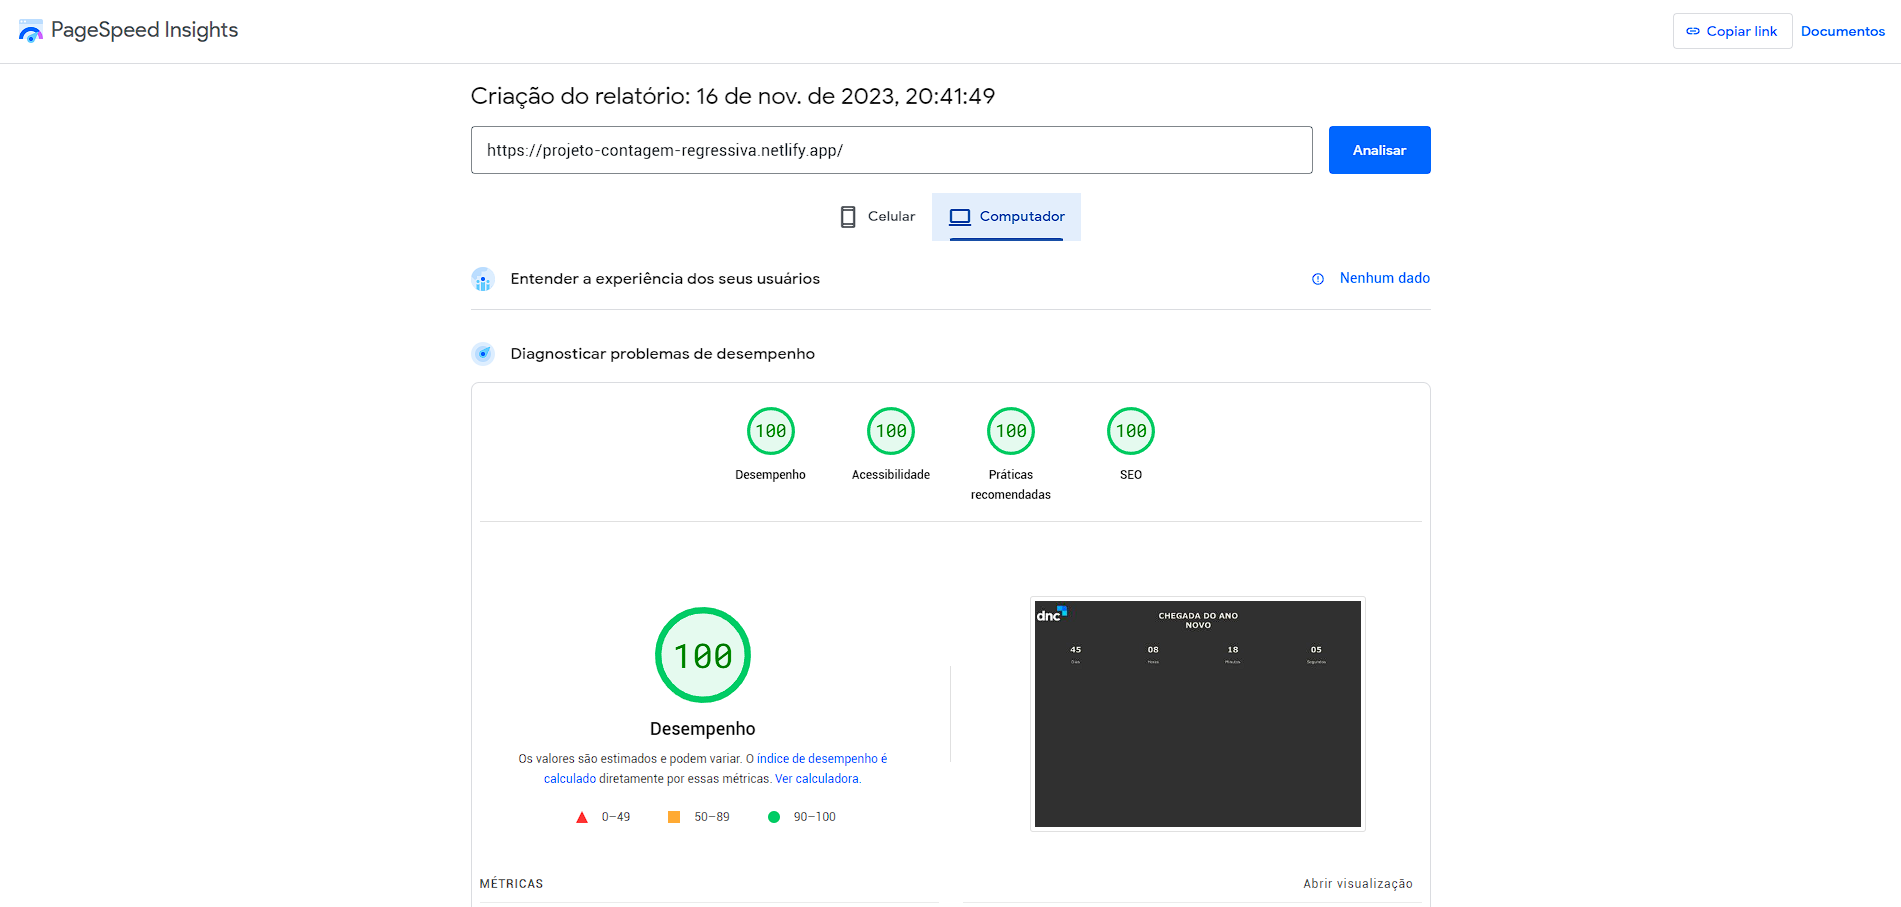 PageSpeed Insights
Copiar link
Documentos
Criação do relatório: 16 de nov. de 2023, 20:41:49
https://projeto-contagem-regressiva.netlify.app/
Analisar
Celular
Computador
Entender a experiência dos seus usuários
Nenhum dado
Diagnosticar problemas de desempenho
100
100
100
100
Desempenho
Acessibilidade
Práticas
recomendadas
SEO
100
Desempenho
Os valores são estimados e podem variar. O índice de desempenho é
calculado diretamente por essas métricas. Ver calculadora.
0–49
50–89
90–100
dnc
CHEGADA DO ANO
NOVO
45
08
18
05
Dias
Horas
Minutos
Segundos
MÉTRICAS
Abrir visualização